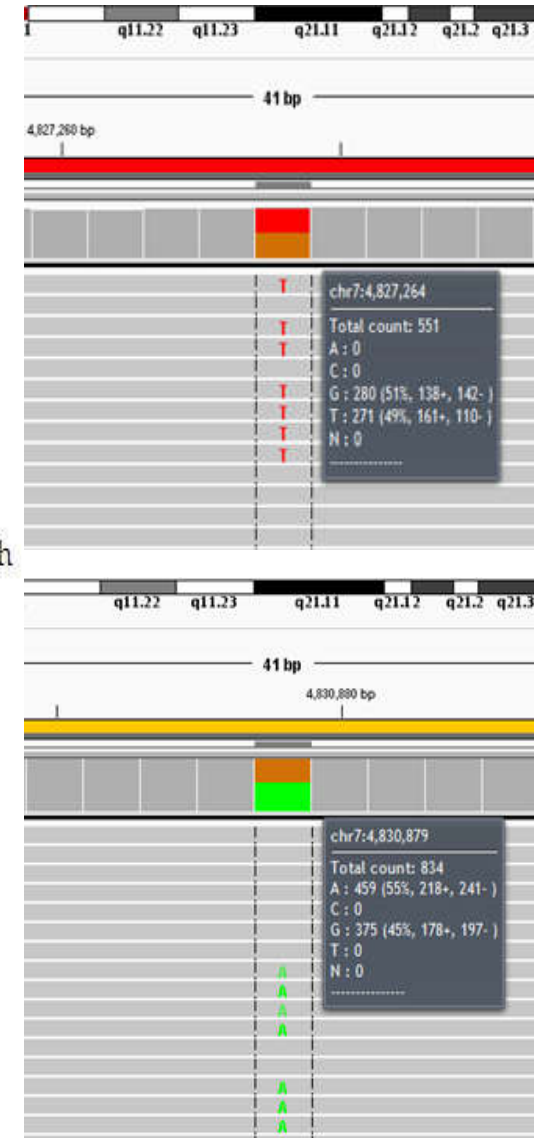 1 q11.22 q11.23 q21.11 q21.12 q21.2 q21.3
41 bp
4,827,260 bp
T
chr7:4,827,264
Total count: 551
T
T
A : 0
C : 0
G : 280 (51%, 138+, 142- )
T
T : 271 (49%, 161+, 110- )
T
N : 0
T
---------------
T
h
q11.22 q11.23 q21.11 q21.12 q21.2 q21.3
41 bp
4,830,880 bp
chr7:4,830,879
Total count: 834
A : 459 (55%, 218+, 241- )
C : 0
G : 375 (45%, 178+, 197- )
T : 0
N : 0
A
---------------
A
A
A
A
A
A